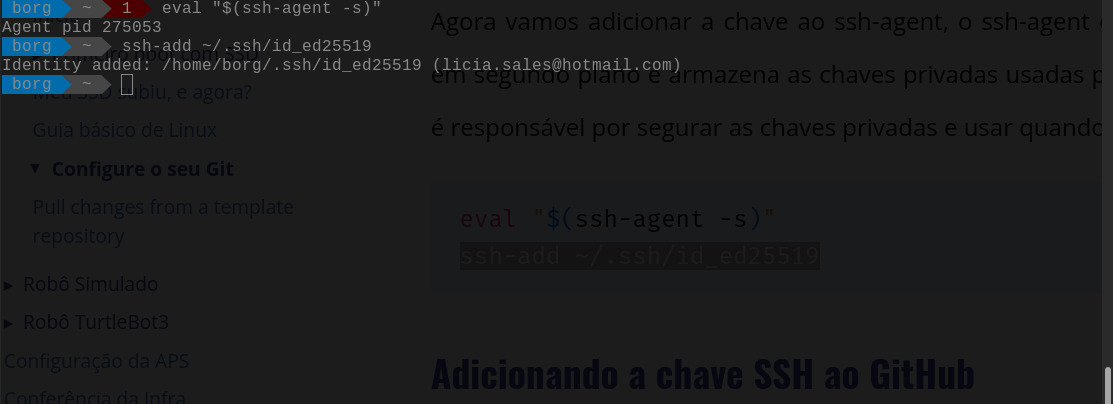 borg ~ 1 eval "$(ssh-agent -s)"
Agent pid 275053
borg ~ ssh-add ~/.ssh/id_ed25519
Identity added: /home/borg/.ssh/id_ed25519 (licia.sales@hotmail.com)
borg ~
Meu SSD subiu, e agora?
Guia básico de Linux
▼ Configure o seu Git
Pull changes from a template
repository
▸ Robô Simulado
▸ Robô TurtleBot3
Configuração da APS
Conferência da Infra
Agora vamos adicionar a chave ao ssh-agent, o ssh-agent
em segundo plano e armazena as chaves privadas usadas
é responsável por segurar as chaves privadas e usar quando
eval "$(ssh-agent -s)"
ssh-add ~/.ssh/id_ed25519
Adicionando a chave SSH ao GitHub